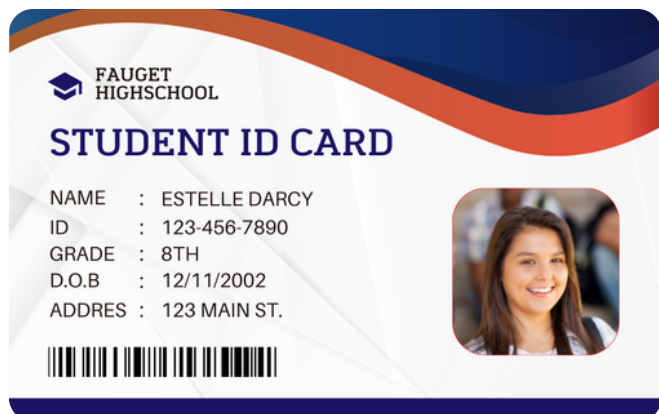 FAUGET
HIGHSCHOOL
STUDENT ID CARD
NAME : ESTELLE DARCY
ID : 123-456-7890
GRADE : 8TH
D.O.B : 12/11/2002
ADDRES : 123 MAIN ST.